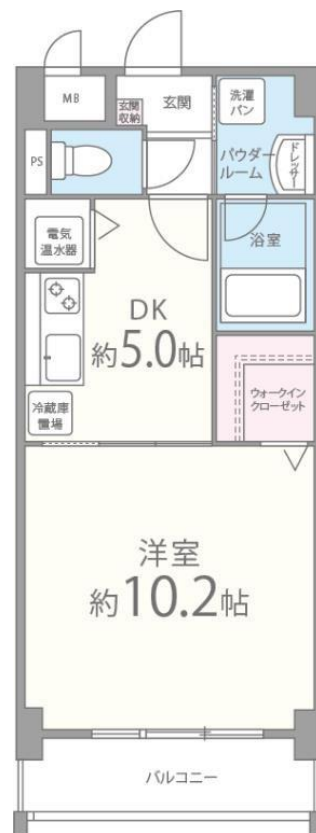 MB
玄関
収納
玄関
洗濯
パン
PS
パウダー
ルーム
ドレッサー
電気
温水器
浴室
DK
約5.0帖
冷蔵庫
置場
ウォークイン
クローゼット
洋室
約10.2帖
バルコニー